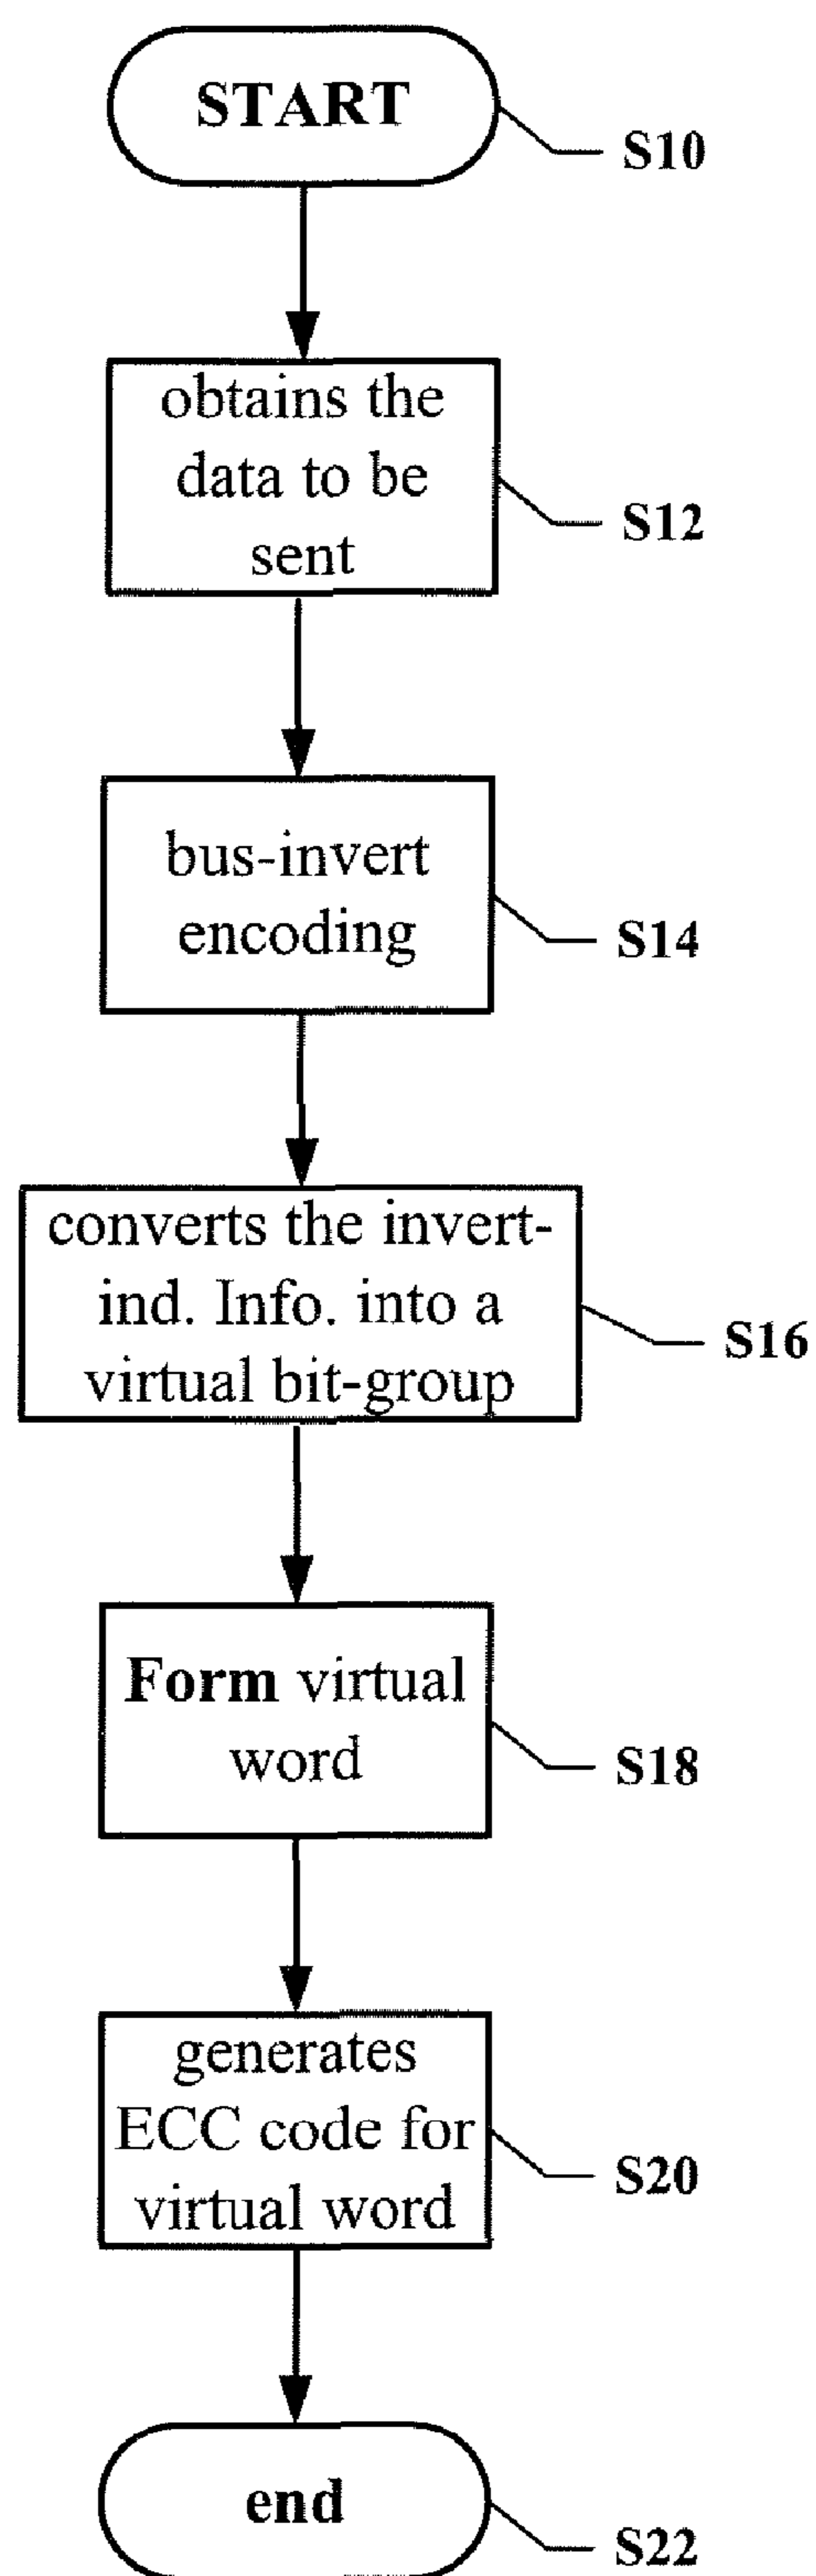 START
S10
obtains the
data to be
sent
S12
bus-invert
encoding
S14
converts the invert-
ind. Info. into a
virtual bit-group
S16
Form virtual
word
S18
generates
ECC code for
virtual word
S20
end
S22